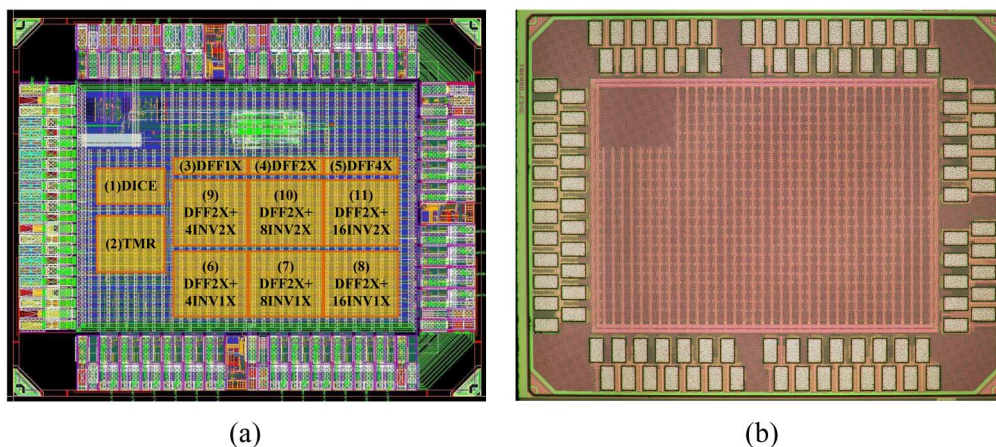 (3)DFF1X
(4)DFF2X
(5)DFF4X
(1)DICE
(2)TMR
(9)
DFF2X+
4INV2X
(10)
DFF2X+
8INV2X
(11)
DFF2X+
16INV2X
(6)
DFF2X+
4INV1X
(7)
DFF2X+
8INV1X
(8)
DFF2X+
16INV1X
(a)
(b)